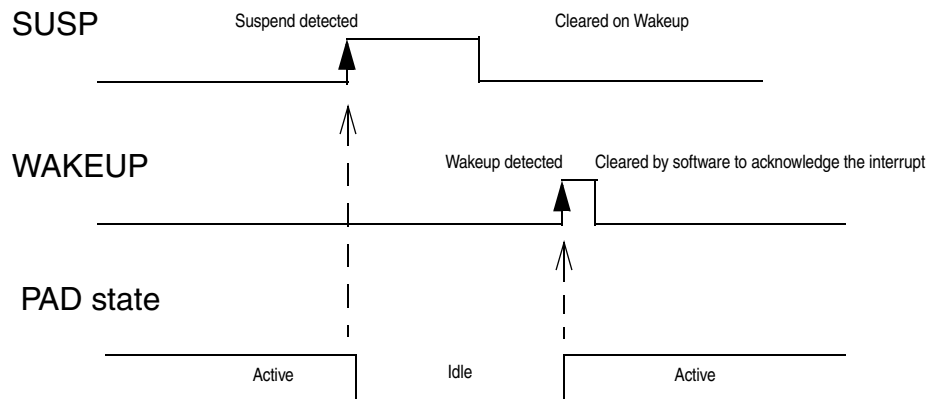 SUSP
Suspend detected
Cleared on Wakeup
WAKEUP
Wakeup detected
Cleared by software to acknowledge the interrupt
PAD state
Active
Idle
Active